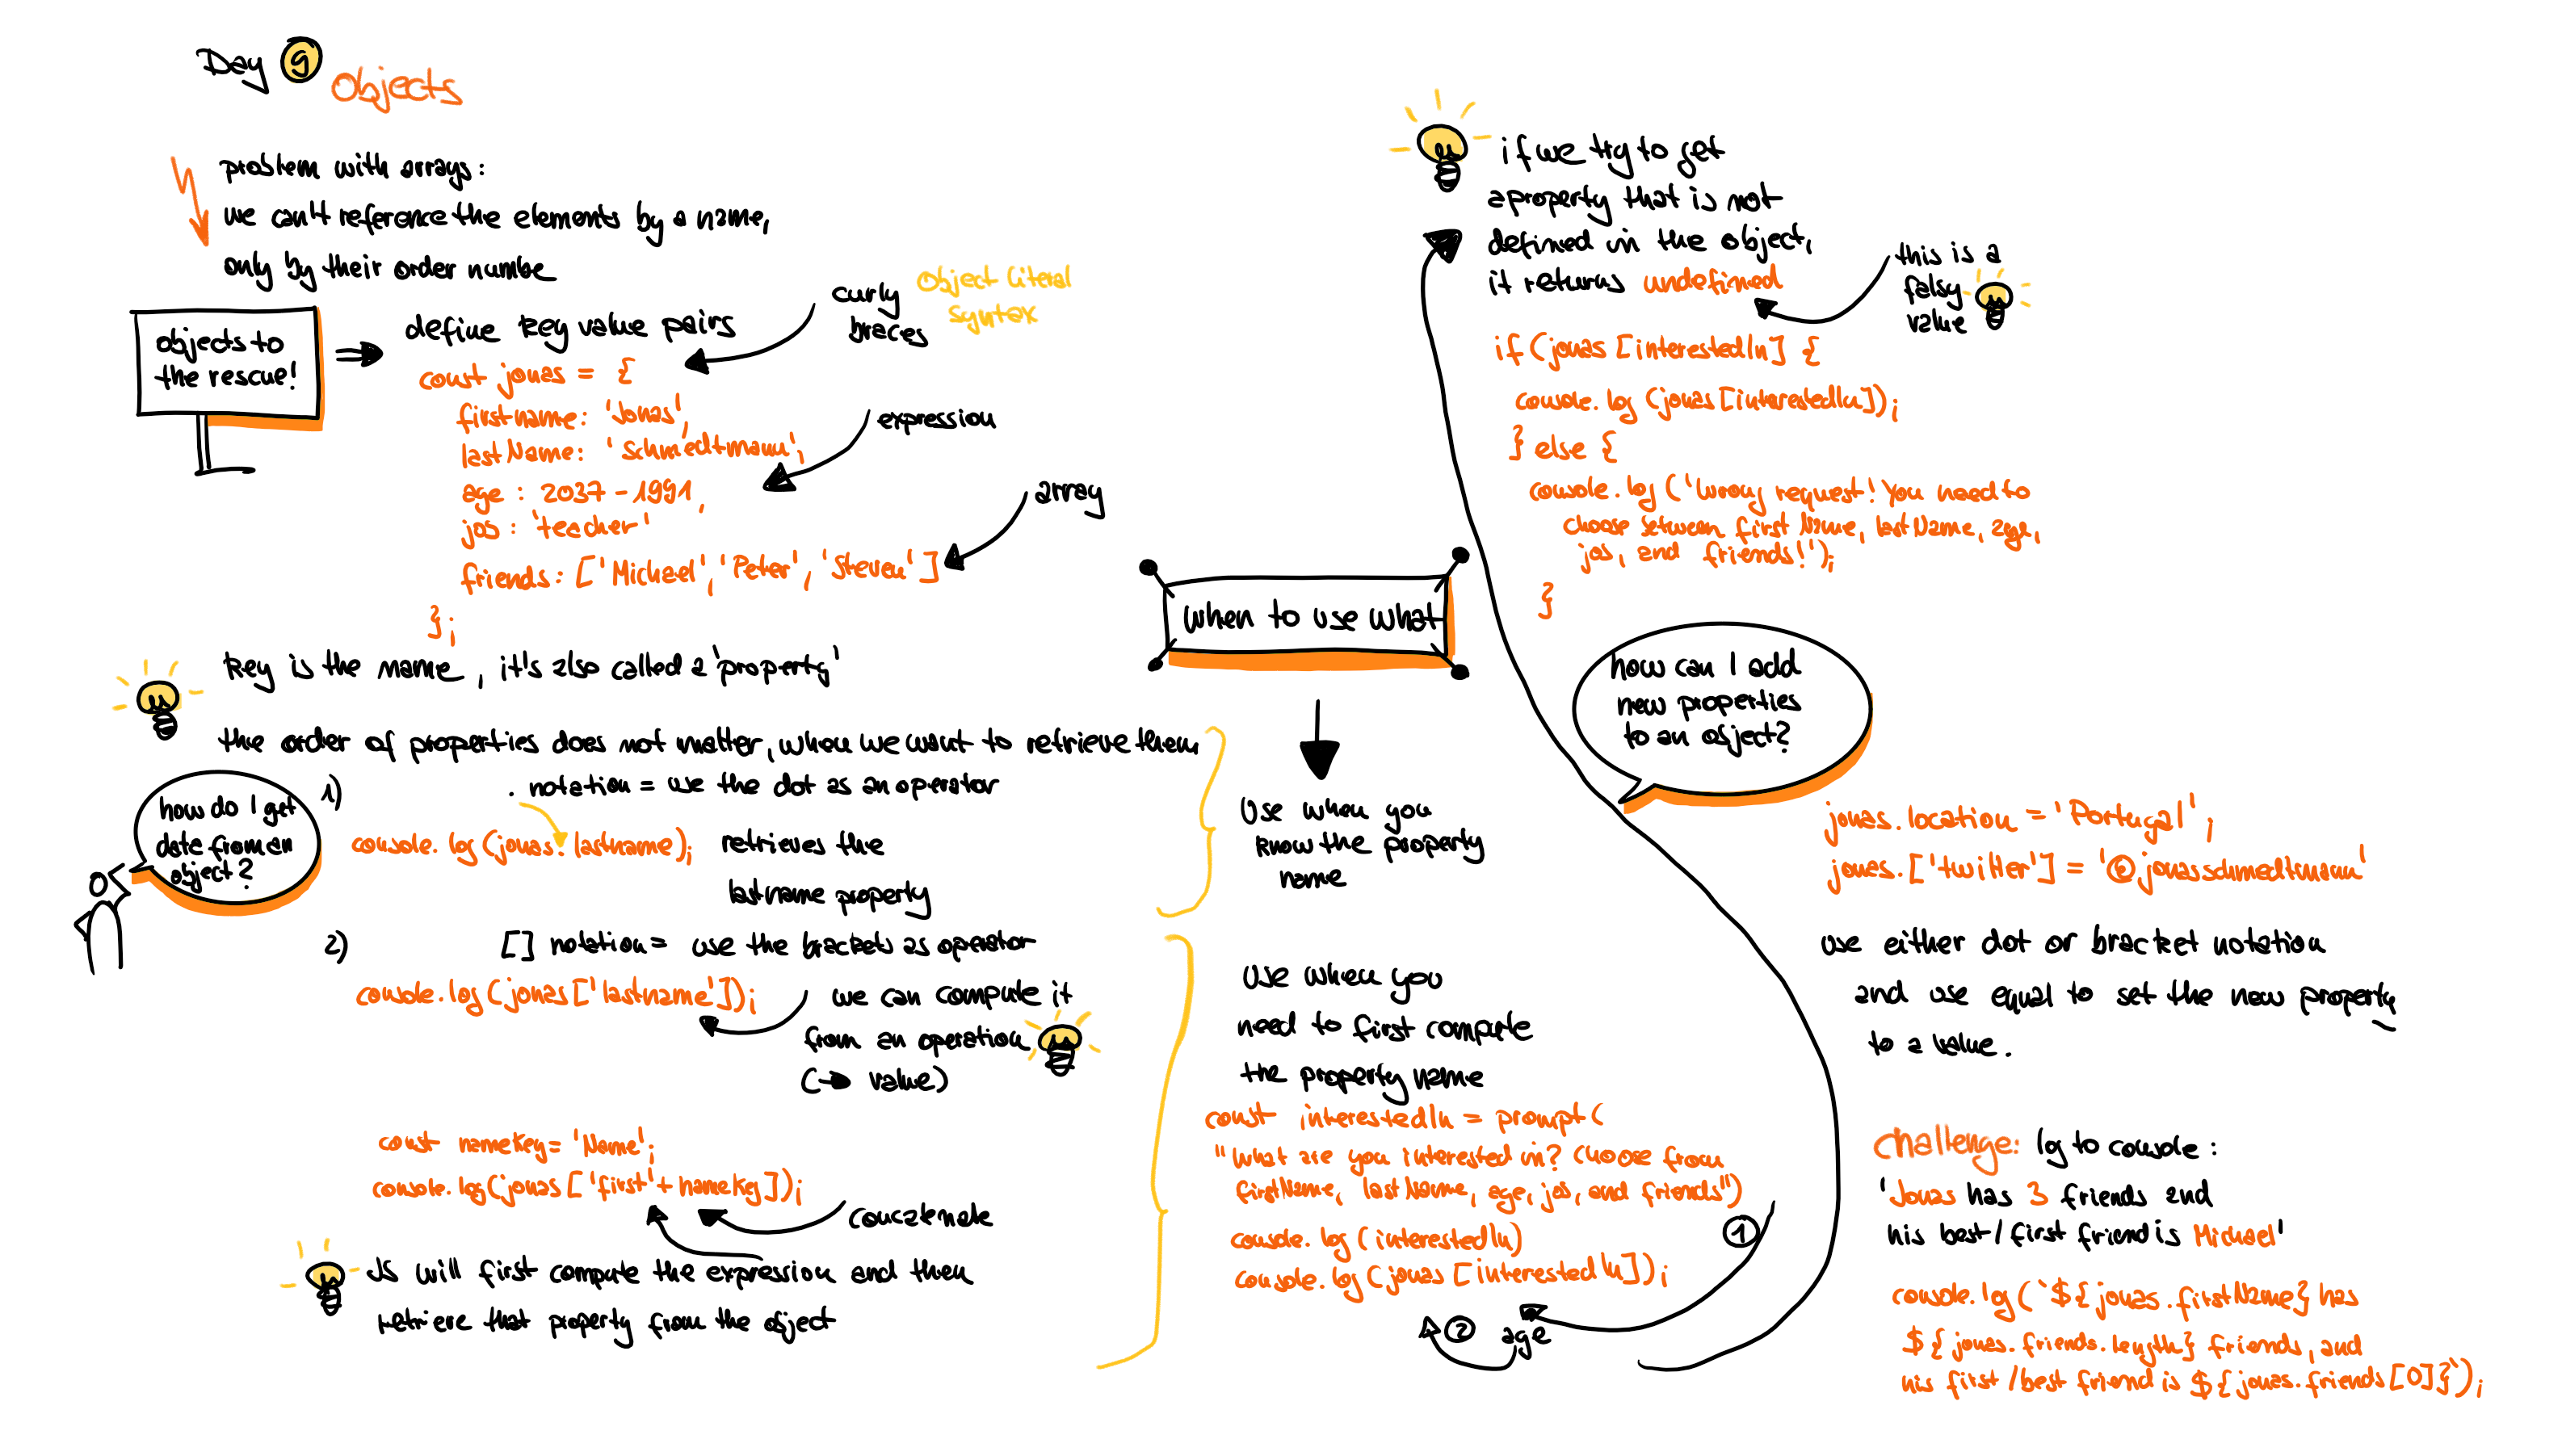 Day 9
Objects
problem with arrays:
we can't reference the elements by a name,
only by their order numbe
objects to
the rescue!
define key value pairs
curly
braces
Object Literal
Syntax
const jonas = {
firstname: 'Jonas',
lastName: 'Schmedtmann',
age : 2037 - 1991,
job : 'teacher'
friends: ['Michael', 'Peter', 'Steven']
};
expression
array
key is the name, it's also called a 'property'
the order of properties does not matter, when we want to retrieve them
how do I get
data from an
object?
1)
. notation = use the dot as an operator
console.log(jonas.lastname);
retrieves the
lastname property
2)
[] notation = use the brackets as operator
console.log(jonas['lastname']);
we can compute it
from an operation
(→ value)
const nameKey = 'Name';
console.log(jonas['first' + nameKey]);
concatenate
JS will first compute the expression and then
retrieve that property from the object
when to use what
Use when you
know the property
name
Use when you
need to first compute
the property name
const interestedIn = prompt(
"What are you interested in? Choose from
firstName, lastName, age, job, and friends")
console.log(interestedIn)
console.log(jonas[interestedIn]);
1
2
age
if we try to get
a property that is not
defined in the object,
it returns undefined
this is a
falsy
value
if (jonas[interestedIn] {
console.log(jonas[interestedIn]);
} else {
console.log('Wrong request! You need to
choose between firstName, lastName, age,
job, and friends!');
}
how can I add
new properties
to an object?
jonas.location = 'Portugal';
jonas.['twitter'] = '@jonasschmedtmann'
use either dot or bracket notation
and use equal to set the new property
to a value.
Challenge: log to console:
'Jonas has 3 friends and
his best/first friend is Michael'
console.log(`${jonas.firstName} has
${jonas.friends.length} friends, and
his first/best friend is ${jonas.friends[0]}`);